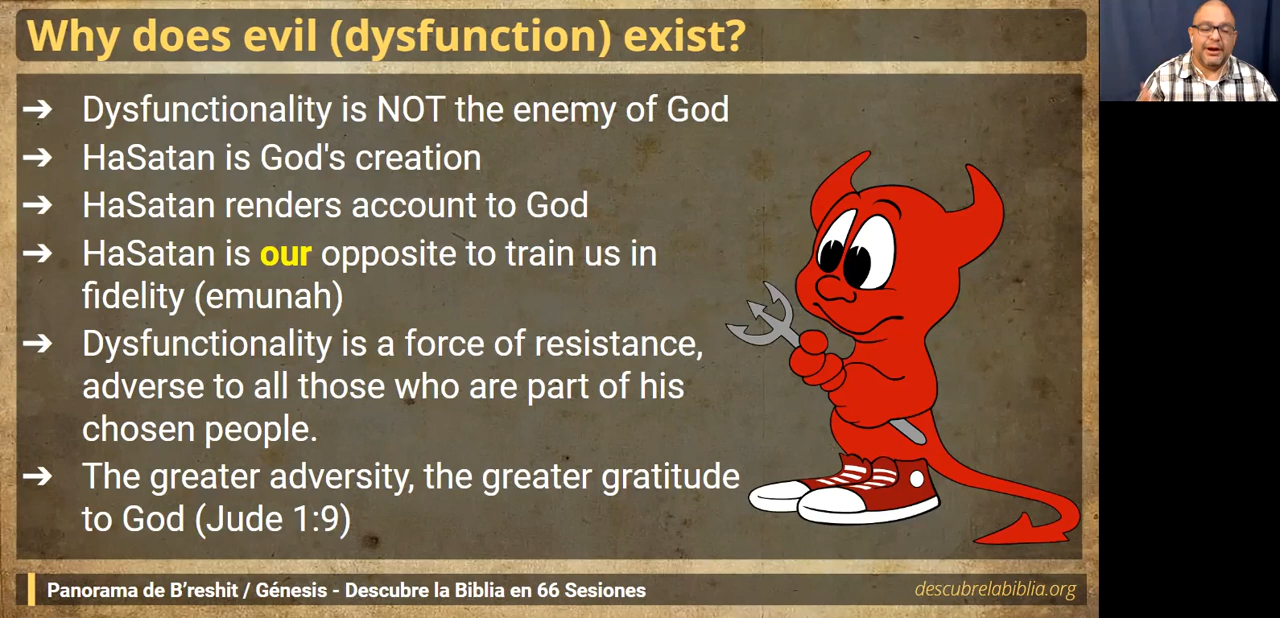 Why does evil (dysfunction) exist?
➔ Dysfunctionality is NOT the enemy of God
➔ HaSatan is God's creation
➔ HaSatan renders account to God
➔ HaSatan is our opposite to train us in
fidelity (emunah)
➔ Dysfunctionality is a force of resistance,
adverse to all those who are part of his
chosen people.
➔ The greater adversity, the greater gratitude
to God (Jude 1:9)
Panorama de B’reshit / Génesis - Descubre la Biblia en 66 Sesiones
descubrelabiblia.org